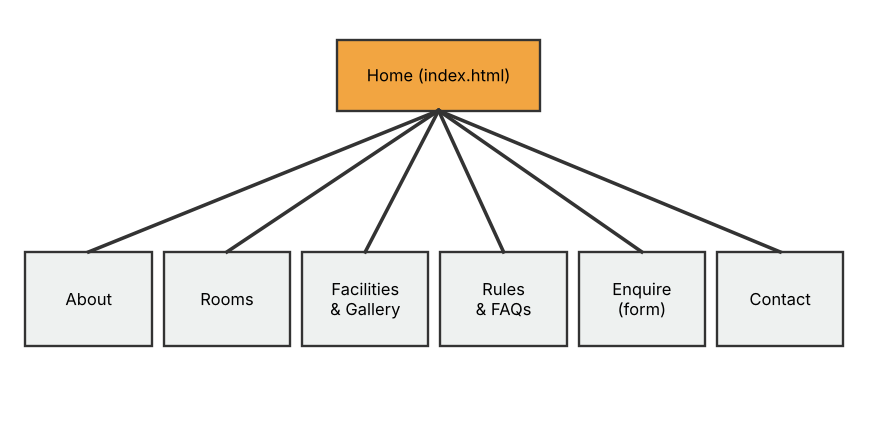 Home (index.html)
About
Rooms
Facilities
& Gallery
Rules
& FAQs
Enquire
(form)
Contact